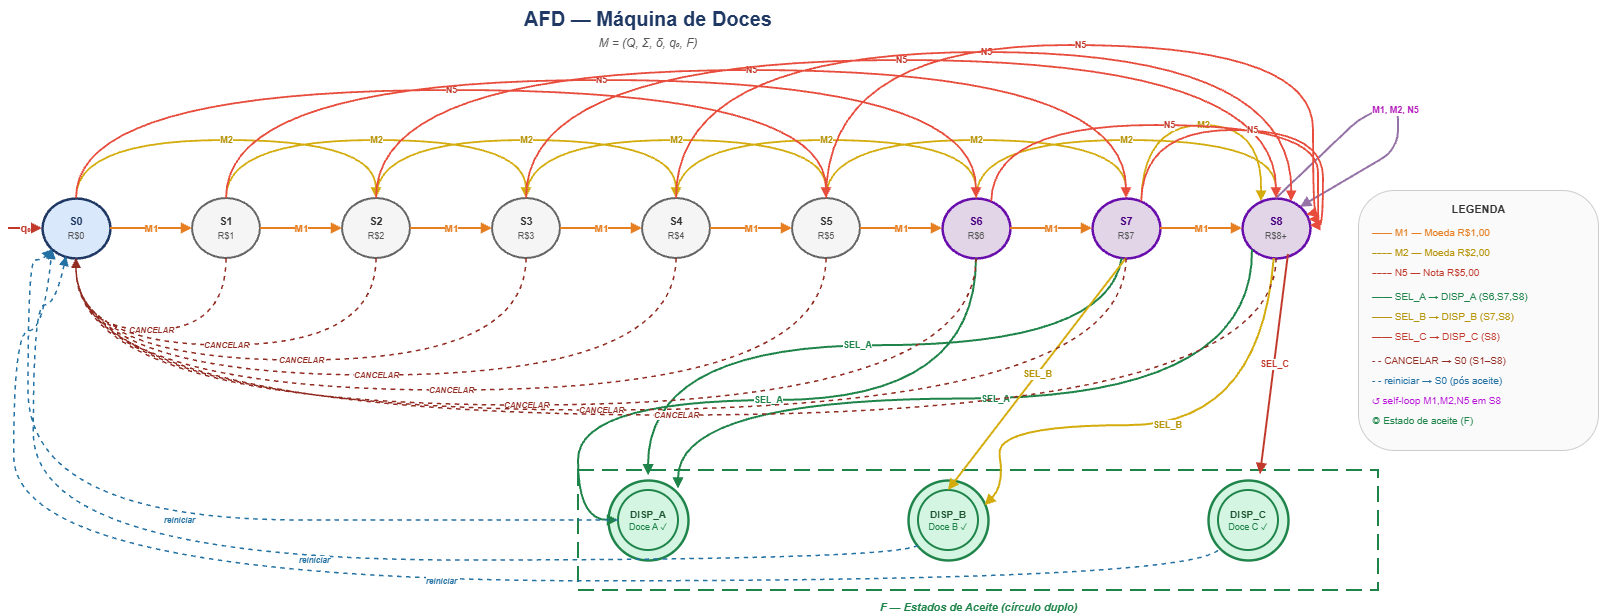 AFD — Máquina de Doces
M = (Q, Σ, δ, q₀, F)
N5
N5
N5
N5
N5
N5
N5
N5
M2
M2
M2
M2
M2
M2
M2
M2
M1, M2, N5
q₀
S0
R$0
M1
S1
R$1
M1
S2
R$2
M1
S3
R$3
M1
S4
R$4
M1
S5
R$5
M1
S6
R$6
M1
S7
R$7
M1
S8
R$8+
CANCELAR
CANCELAR
CANCELAR
CANCELAR
CANCELAR
CANCELAR
CANCELAR
CANCELAR
SEL_A
SEL_A
SEL_A
SEL_B
SEL_B
SEL_C
LEGENDA
M1 — Moeda R$1,00
M2 — Moeda R$2,00
N5 — Nota R$5,00
SEL_A → DISP_A (S6,S7,S8)
SEL_B → DISP_B (S7,S8)
SEL_C → DISP_C (S8)
- - CANCELAR → S0 (S1–S8)
- - reiniciar → S0 (pós aceite)
↺ self-loop M1,M2,N5 em S8
◎ Estado de aceite (F)
DISP_A
Doce A ✓
DISP_B
Doce B ✓
DISP_C
Doce C ✓
reiniciar
reiniciar
reiniciar
F — Estados de Aceite (círculo duplo)